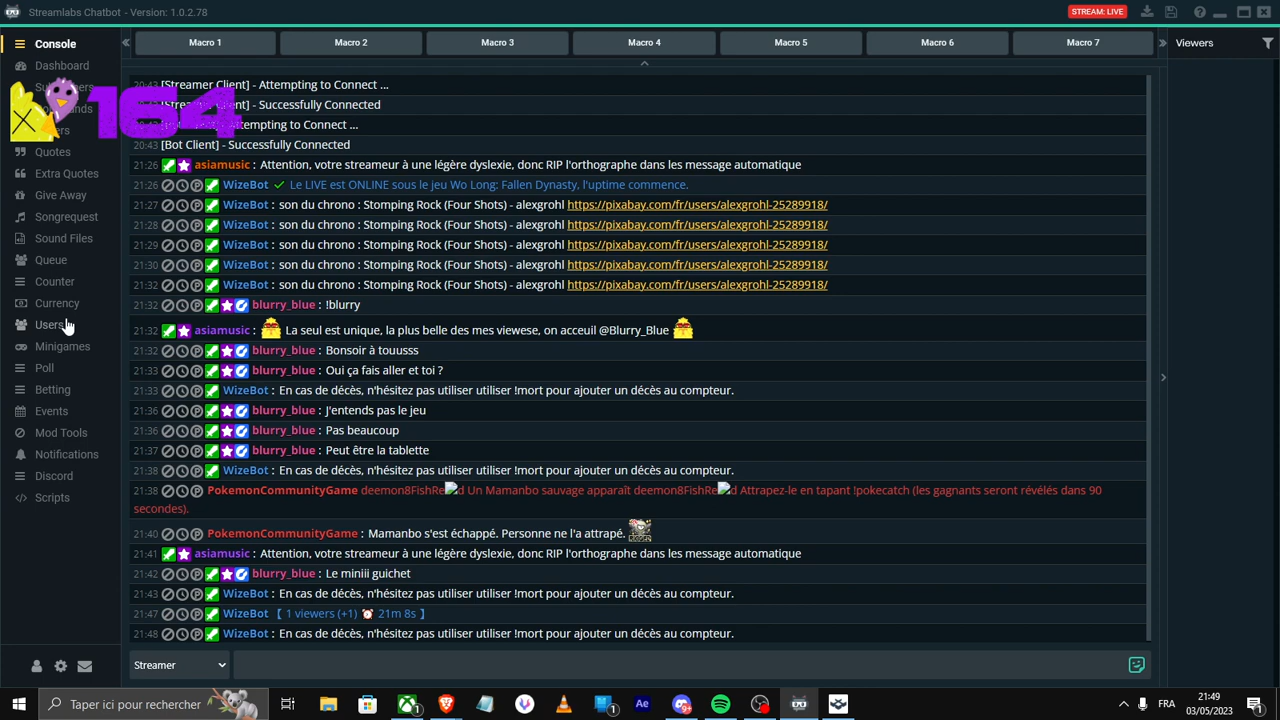 Streamlabs Chatbot - Version: 1.0.2.78
STREAM: LIVE
Console
Dashboard
Quotes
Extra Quotes
Give Away
Songrequest
Sound Files
Queue
Counter
Currency
Users
Minigames
Poll
Betting
Events
Mod Tools
Notifications
Discord
Scripts
164
Macro 1 Macro 2 Macro 3 Macro 4 Macro 5 Macro 6 Macro 7
Viewers
[Streamer Client] - Attempting to Connect ...
Successfully Connected
Attempting to Connect ...
20:43 [Bot Client] - Successfully Connected
21:26 asiamusic : Attention, votre streameur à une légère dyslexie, donc RIP l'orthographe dans les message automatique
21:26 WizeBot Le LIVE est ONLINE sous le jeu Wo Long: Fallen Dynasty, l'uptime commence.
21:27 WizeBot : son du chrono : Stomping Rock (Four Shots) - alexgrohl https://pixabay.com/fr/users/alexgrohl-25289918/
21:28 WizeBot : son du chrono : Stomping Rock (Four Shots) - alexgrohl https://pixabay.com/fr/users/alexgrohl-25289918/
21:29 WizeBot : son du chrono : Stomping Rock (Four Shots) - alexgrohl https://pixabay.com/fr/users/alexgrohl-25289918/
21:30 WizeBot : son du chrono : Stomping Rock (Four Shots) - alexgrohl https://pixabay.com/fr/users/alexgrohl-25289918/
21:32 WizeBot : son du chrono : Stomping Rock (Four Shots) - alexgrohl https://pixabay.com/fr/users/alexgrohl-25289918/
21:32 blurry_blue : !blurry
21:32 asiamusic : La seul est unique, la plus belle des mes viewese, on acceuil @Blurry_Blue
21:32 blurry_blue : Bonsoir à touusss
21:33 blurry_blue : Oui ça fais aller et toi ?
21:33 WizeBot : En cas de décès, n'hésitez pas utiliser utiliser !mort pour ajouter un décès au compteur.
21:36 blurry_blue : J'entends pas le jeu
21:36 blurry_blue : Pas beaucoup
21:37 blurry_blue : Peut être la tablette
21:38 WizeBot : En cas de décès, n'hésitez pas utiliser utiliser !mort pour ajouter un décès au compteur.
21:38 PokemonCommunityGame deemon8FishRe d Un Mamanbo sauvage apparaît deemon8FishRe d Attrapez-le en tapant !pokecatch (les gagnants seront révélés dans 90
secondes).
21:40 PokemonCommunityGame : Mamanbo s'est échappé. Personne ne l'a attrapé.
21:41 asiamusic : Attention, votre streameur à une légère dyslexie, donc RIP l'orthographe dans les message automatique
21:42 blurry_blue : Le miniii guichet
21:43 WizeBot : En cas de décès, n'hésitez pas utiliser utiliser !mort pour ajouter un décès au compteur.
21:47 WizeBot 【 1 viewers (+1) ⏰ 21m 8s 】
21:48 WizeBot : En cas de décès, n'hésitez pas utiliser utiliser !mort pour ajouter un décès au compteur.
Streamer
Taper ici pour rechercher
FRA
21:49
03/05/2023